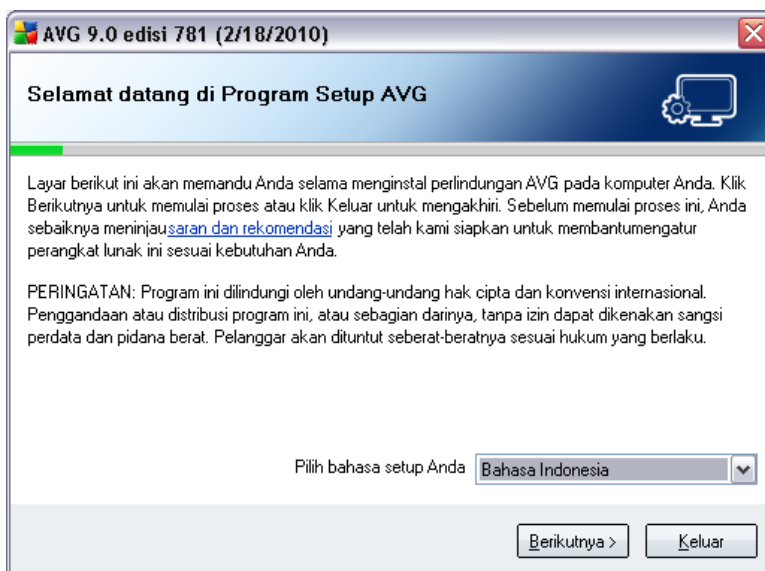 AVG 9.0 edisi 781 (2/18/2010)
Selamat datang di Program Setup AVG
Layar berikut ini akan memandu Anda selama menginstal perlindungan AVG pada komputer Anda. Klik
Berikutnya untuk memulai proses atau klik Keluar untuk mengakhiri. Sebelum memulai proses ini, Anda
sebaiknya meninjausaran dan rekomendasi yang telah kami siapkan untuk membantumengatur
perangkat lunak ini sesuai kebutuhan Anda.
PERINGATAN: Program ini dilindungi oleh undang-undang hak cipta dan konvensi internasional.
Penggandaan atau distribusi program ini, atau sebagian darinya, tanpa izin dapat dikenakan sangsi
perdata dan pidana berat. Pelanggar akan dituntut seberat-beratnya sesuai hukum yang berlaku.
Pilih bahasa setup Anda Bahasa Indonesia
Berikutnya > Keluar